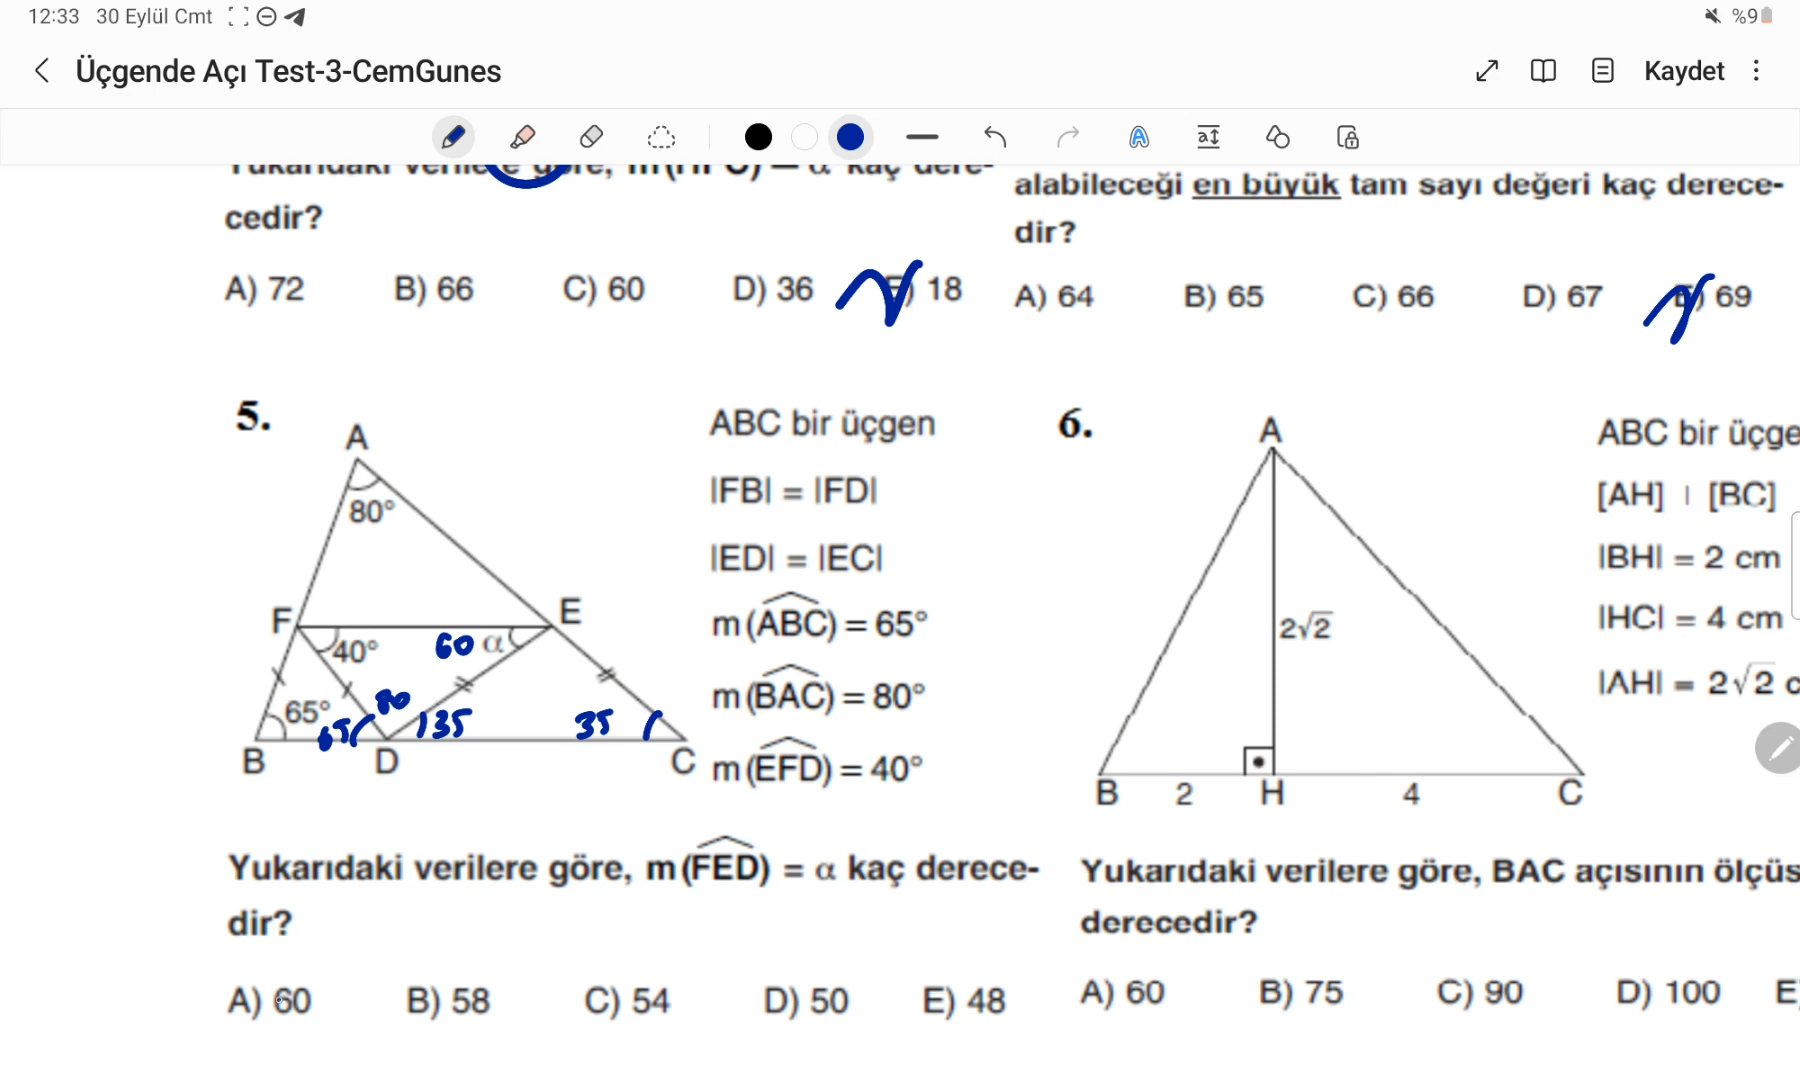 12:33 30 Eylül Cmt
%9
Üçgende Açı Test-3-CemGunes
Kaydet
cedir?
A) 72 B) 66 C) 60 D) 36 E) 18
alabileceği en büyük tam sayı değeri kaç derece-
dir?
A) 64 B) 65 C) 66 D) 67 E) 69
5.
A
80°
F
E
40°
60 α
65°
65
80
35
35
B
D
C
ABC bir üçgen
|FB| = |FD|
|ED| = |EC|
m(ABC) = 65°
m(BAC) = 80°
m(EFD) = 40°
Yukarıdaki verilere göre, m(FED) = α kaç derece-
dir?
A) 60 B) 58 C) 54 D) 50 E) 48
6.
A
2√2
B 2 H 4 C
ABC bir üçge
[AH] [BC]
|BH| = 2 cm
|HC| = 4 cm
|AH| = 2√2 c
Yukarıdaki verilere göre, BAC açısının ölçüs
derecedir?
A) 60 B) 75 C) 90 D) 100 E)